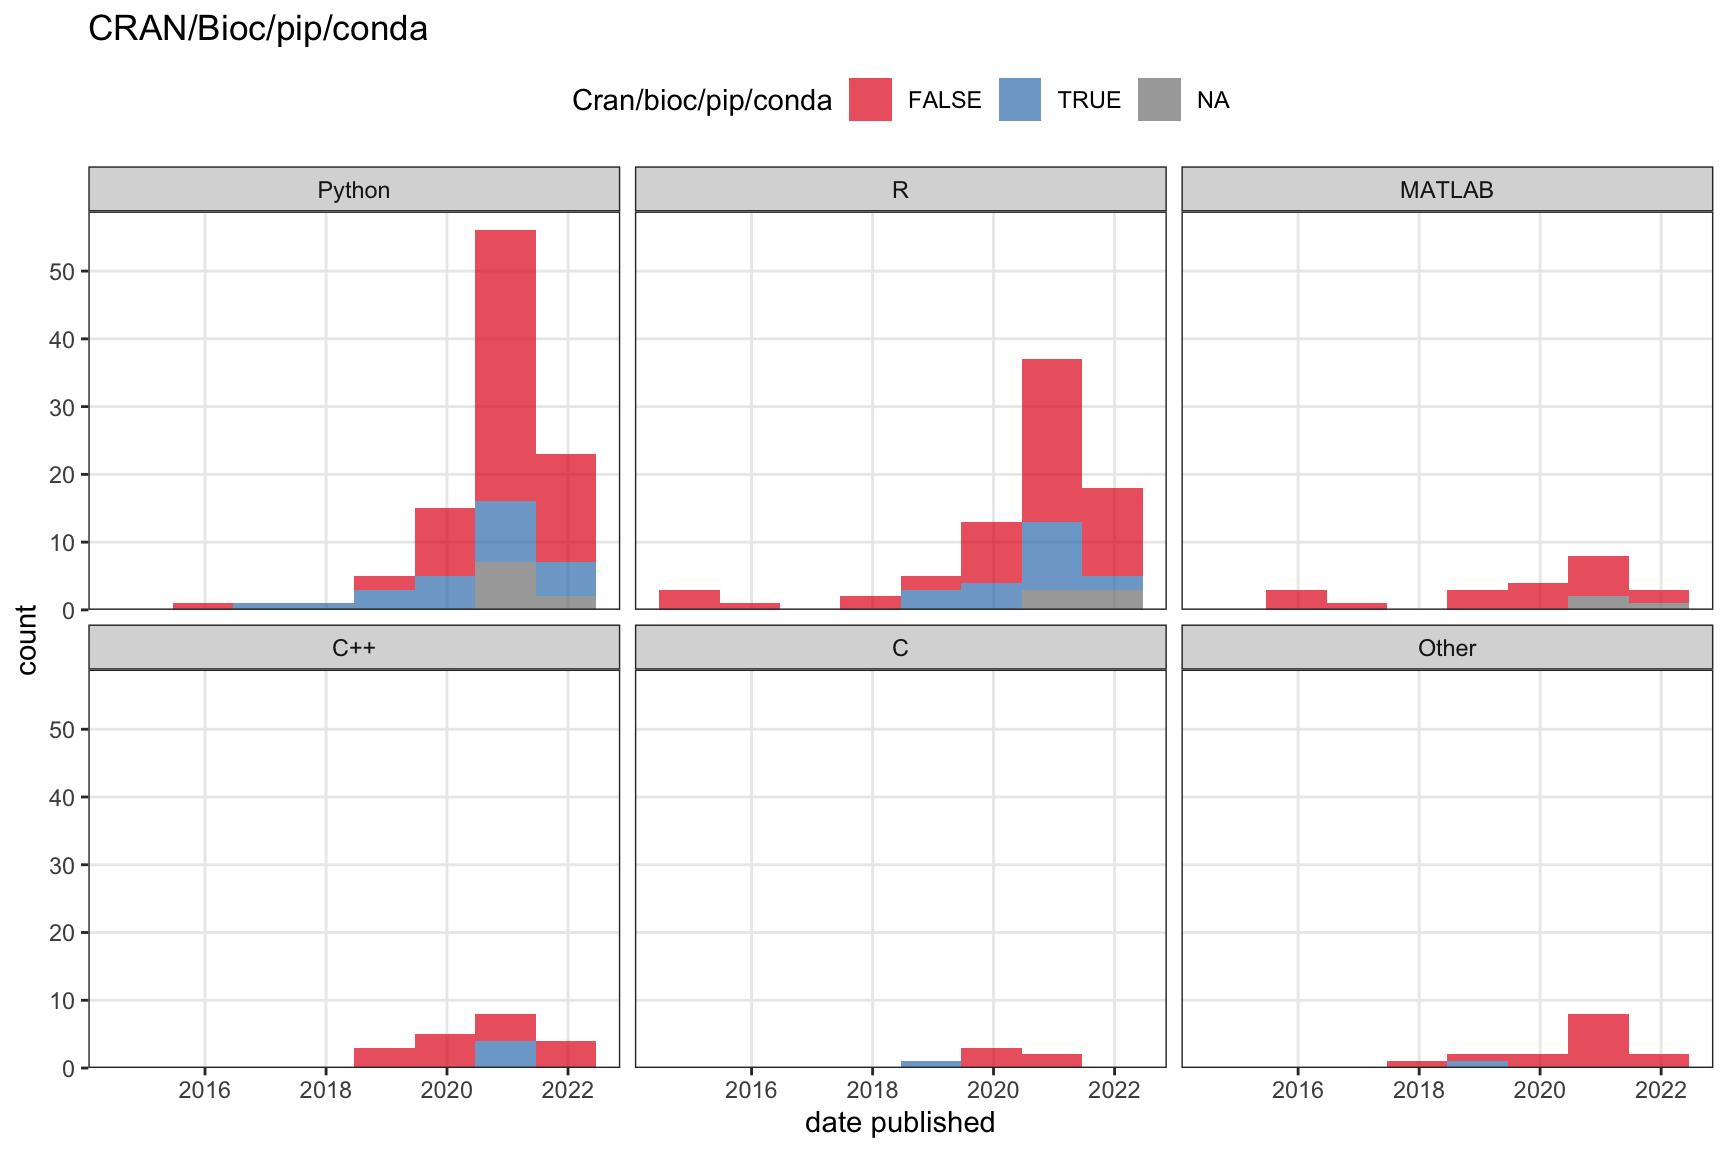 CRAN/Bioc/pip/conda
Cran/bioc/pip/conda FALSE TRUE NA
Python R MATLAB
50
40
30
20
10
0
C++ C Other
50
40
30
20
10
0
count
2016 2018 2020 2022 2016 2018 2020 2022 2016 2018 2020 2022
date published